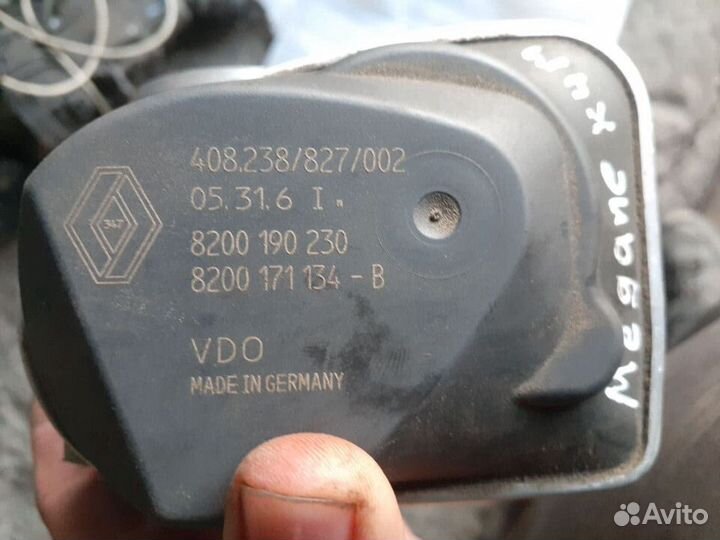 408.238/827/002
05.31.6 I
8200 190 230
8200 171 134 - B
VDO
MADE IN GERMANY
347
Megane
Avito